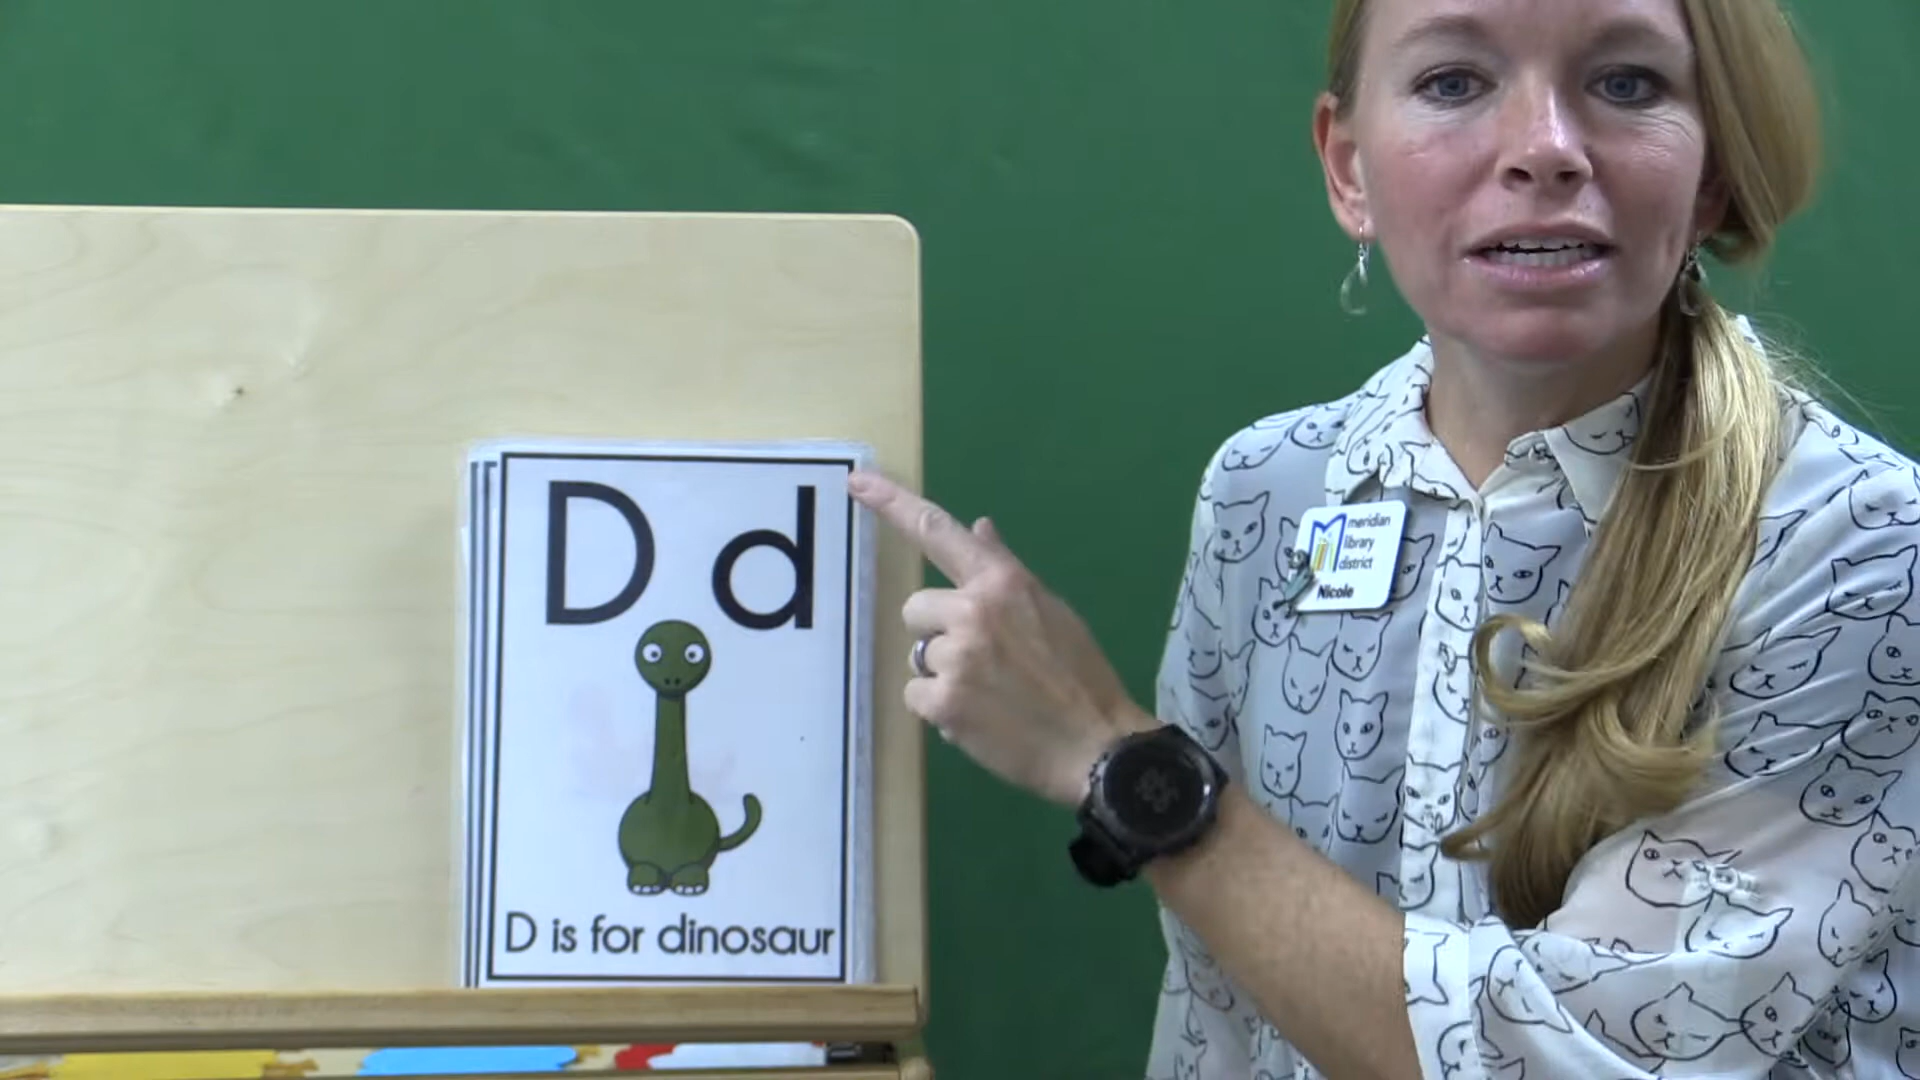 D d
D is for dinosaur
meridian
library
district
Nicole